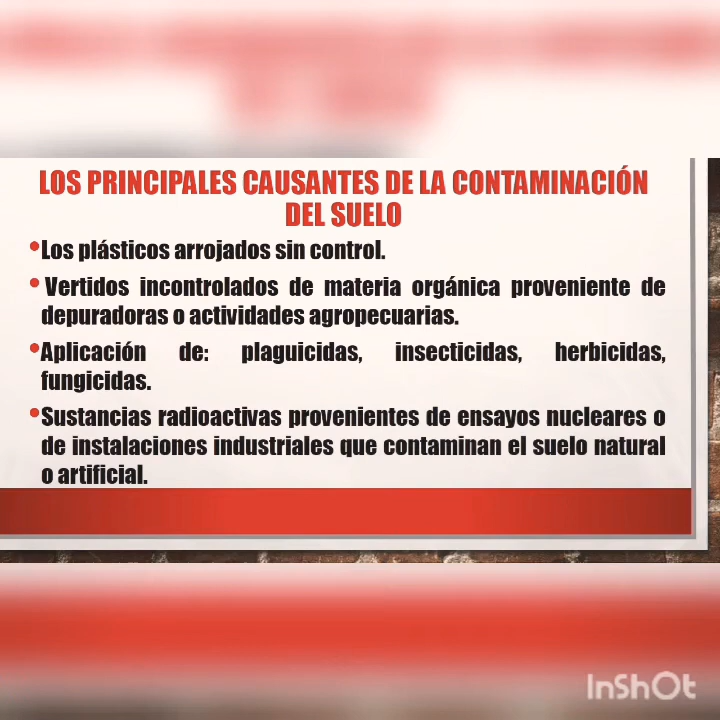 LOS PRINCIPALES CAUSANTES DE LA CONTAMINACIÓN
DEL SUELO
•Los plásticos arrojados sin control.
• Vertidos incontrolados de materia orgánica proveniente de
depuradoras o actividades agropecuarias.
•Aplicación de: plaguicidas, insecticidas, herbicidas,
fungicidas.
•Sustancias radioactivas provenientes de ensayos nucleares o
de instalaciones industriales que contaminan el suelo natural
o artificial.
InShOt